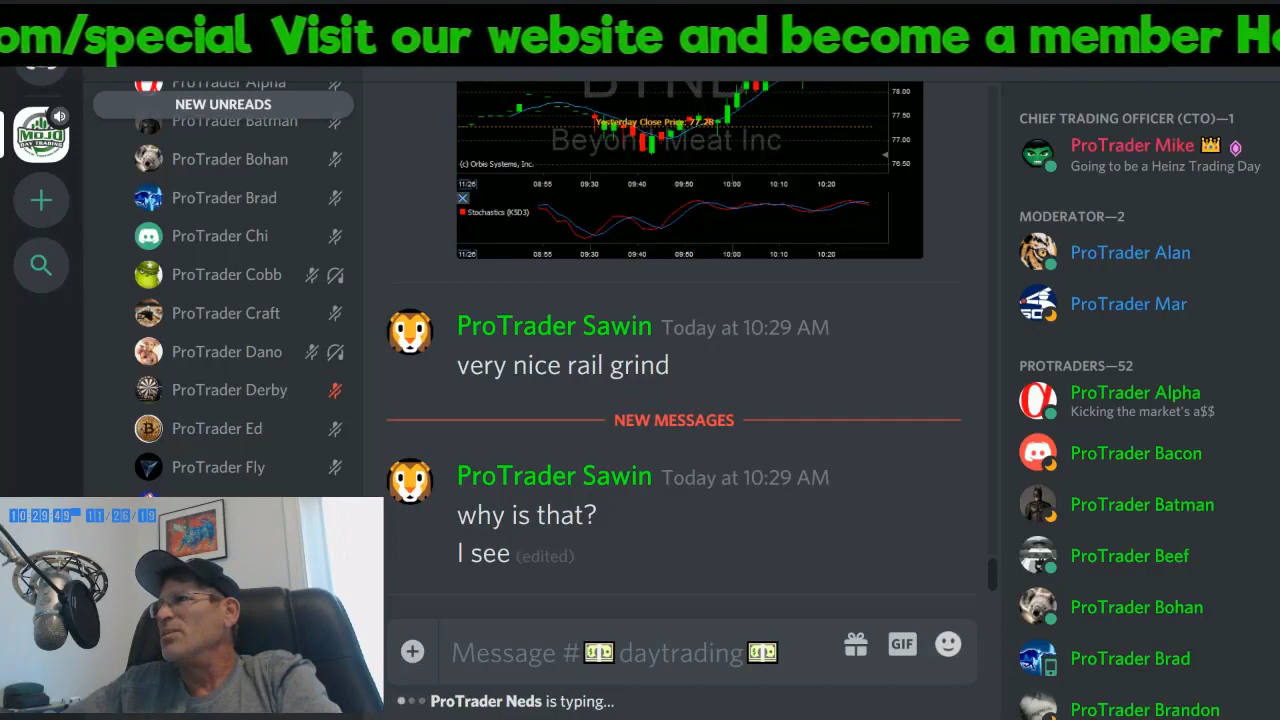 om/special Visit our website and become a member He
ProTrader Alpha
NEW UNREADS
ProTrader Batman
MOJO
DAY TRADING
ProTrader Bohan
ProTrader Brad
ProTrader Chi
ProTrader Cobb
ProTrader Craft
ProTrader Dano
ProTrader Derby
ProTrader Ed
ProTrader Fly
10:29:49 11/26/19
BYND
78.00
77.50
Yesterday Close Price: 77.28
Beyond Meat Inc
77.00
(c) Orbis Systems, Inc.
76.50
11/26 08:55 09:30 09:40 09:50 10:00 10:10 10:20
Stochastics (K5D3)
11/26 08:55 09:30 09:40 09:50 10:00 10:10 10:20
ProTrader Sawin Today at 10:29 AM
very nice rail grind
NEW MESSAGES
ProTrader Sawin Today at 10:29 AM
why is that?
I see (edited)
Message #💵daytrading💵
GIF
ProTrader Neds is typing...
CHIEF TRADING OFFICER (CTO)—1
ProTrader Mike
Going to be a Heinz Trading Day
MODERATOR—2
ProTrader Alan
ProTrader Mar
PROTRADERS—52
ProTrader Alpha
Kicking the market's a$$
ProTrader Bacon
ProTrader Batman
ProTrader Beef
ProTrader Bohan
ProTrader Brad
ProTrader Brandon